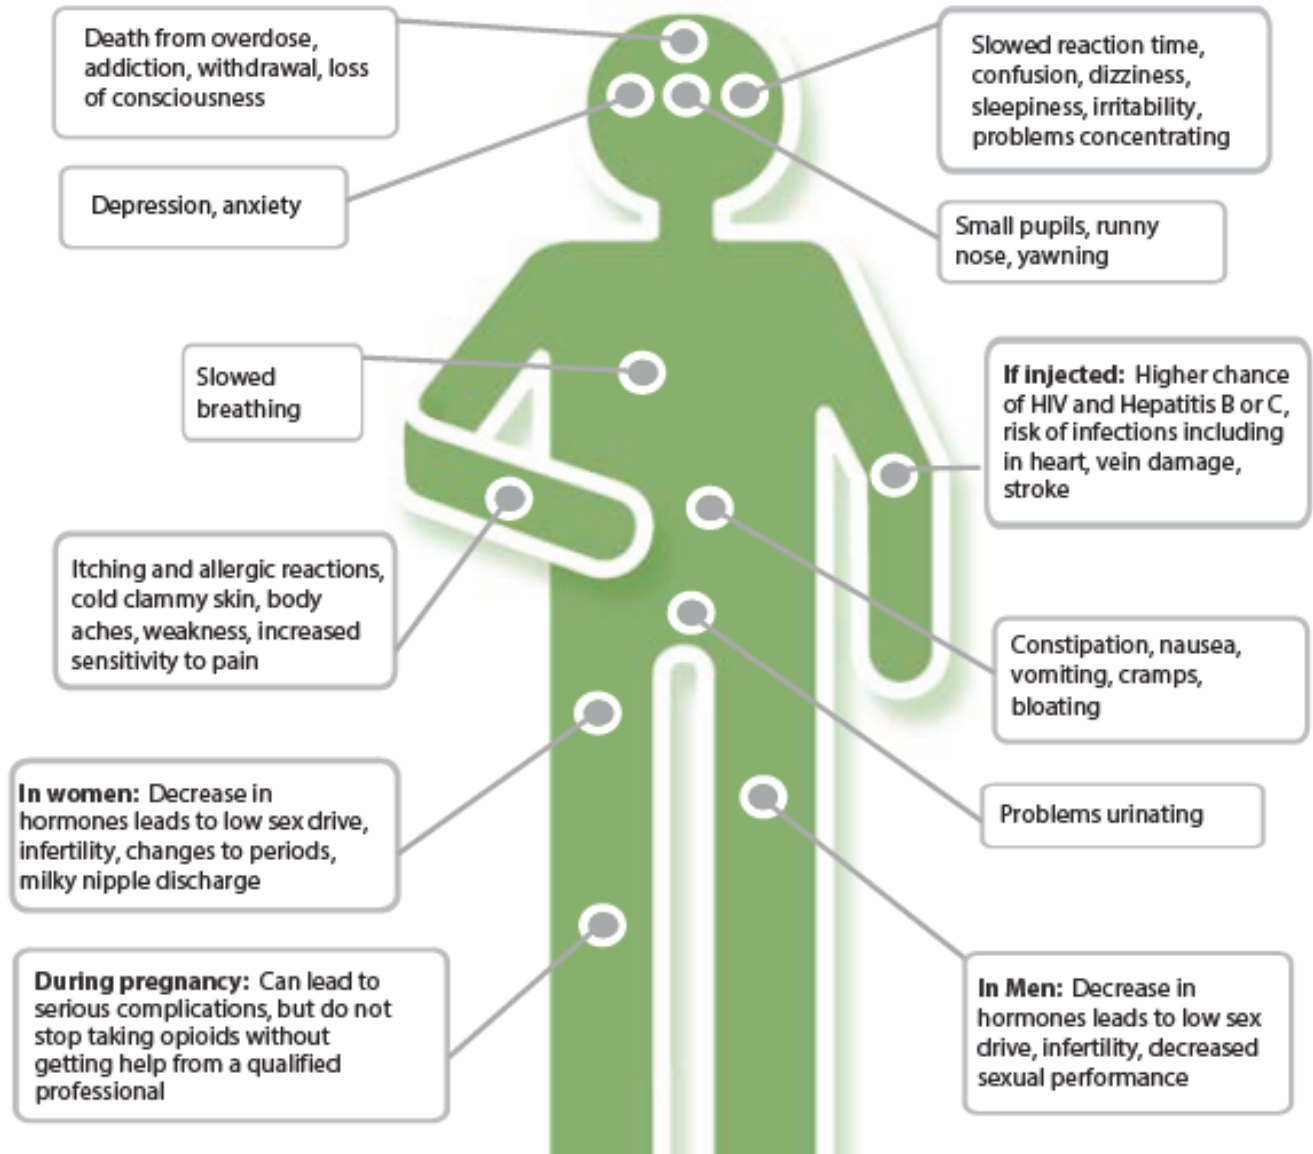 Death from overdose,
addiction, withdrawal, loss
of consciousness
Slowed reaction time,
confusion, dizziness,
sleepiness, irritability,
problems concentrating
Depression, anxiety
Small pupils, runny
nose, yawning
Slowed
breathing
If injected: Higher chance
of HIV and Hepatitis B or C,
risk of infections including
in heart, vein damage,
stroke
Itching and allergic reactions,
cold clammy skin, body
aches, weakness, increased
sensitivity to pain
Constipation, nausea,
vomiting, cramps,
bloating
In women: Decrease in
hormones leads to low sex drive,
infertility, changes to periods,
milky nipple discharge
Problems urinating
During pregnancy: Can lead to
serious complications, but do not
stop taking opioids without
getting help from a qualified
professional
In Men: Decrease in
hormones leads to low sex
drive, infertility, decreased
sexual performance